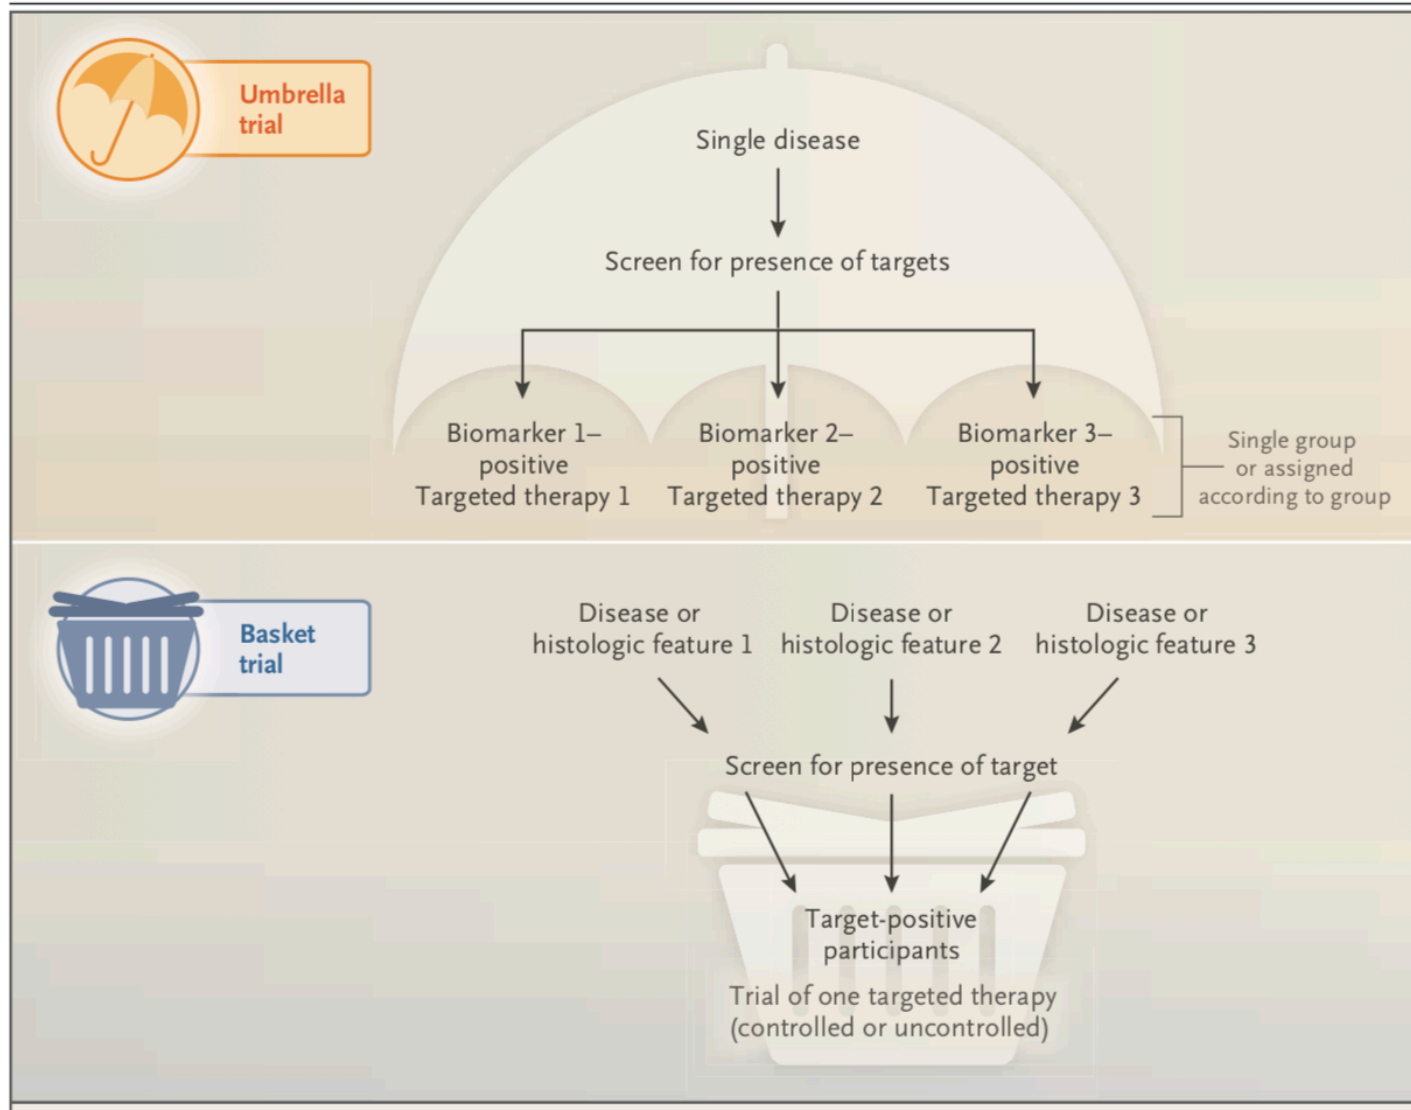 Umbrella
trial
Single disease
Screen for presence of targets
Biomarker 1–
positive
Targeted therapy 1
Biomarker 2–
positive
Targeted therapy 2
Biomarker 3–
positive
Targeted therapy 3
Single group
or assigned
according to group
Basket
trial
Disease or
histologic feature 1
Disease or
histologic feature 2
Disease or
histologic feature 3
Screen for presence of target
Target-positive
participants
Trial of one targeted therapy
(controlled or uncontrolled)